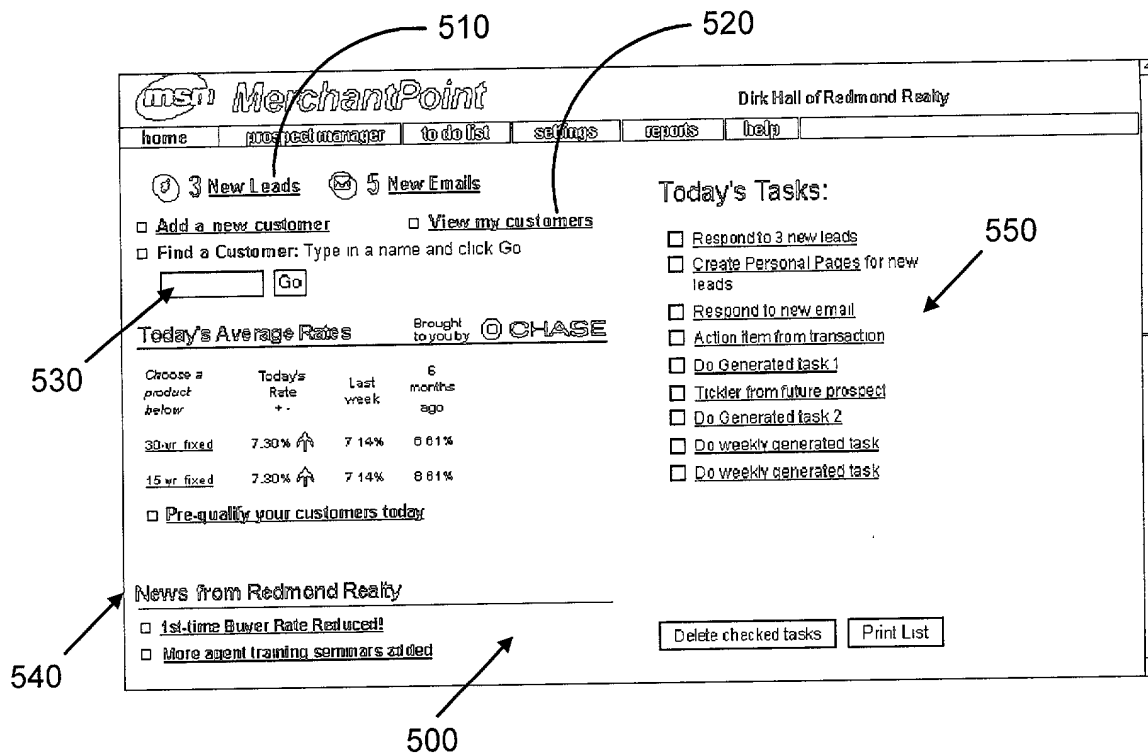 510
520
msn MerchantPoint
Dirk Hall of Redmond Realty
home prospect manager to do list settings reports help
3 New Leads 5 New Emails
Add a new customer View my customers
Find a Customer: Type in a name and click Go
Go
530
Today's Average Rates Brought to you by CHASE
Choose a product below
Today's Rate + -
Last week
6 months ago
30-yr fixed 7.30% 7 14% 6 61%
15 yr fixed 7.30% 7 14% 8 61%
Pre-qualify your customers today
540
News from Redmond Realty
1st-time Buyer Rate Reduced!
More agent training seminars added
500
Today's Tasks:
550
Respond to 3 new leads
Create Personal Pages for new
leads
Respond to new email
Action item from transaction
Do Generated task 1
Tickler from future prospect
Do Generated task 2
Do weekly generated task
Do weekly generated task
Delete checked tasks Print List